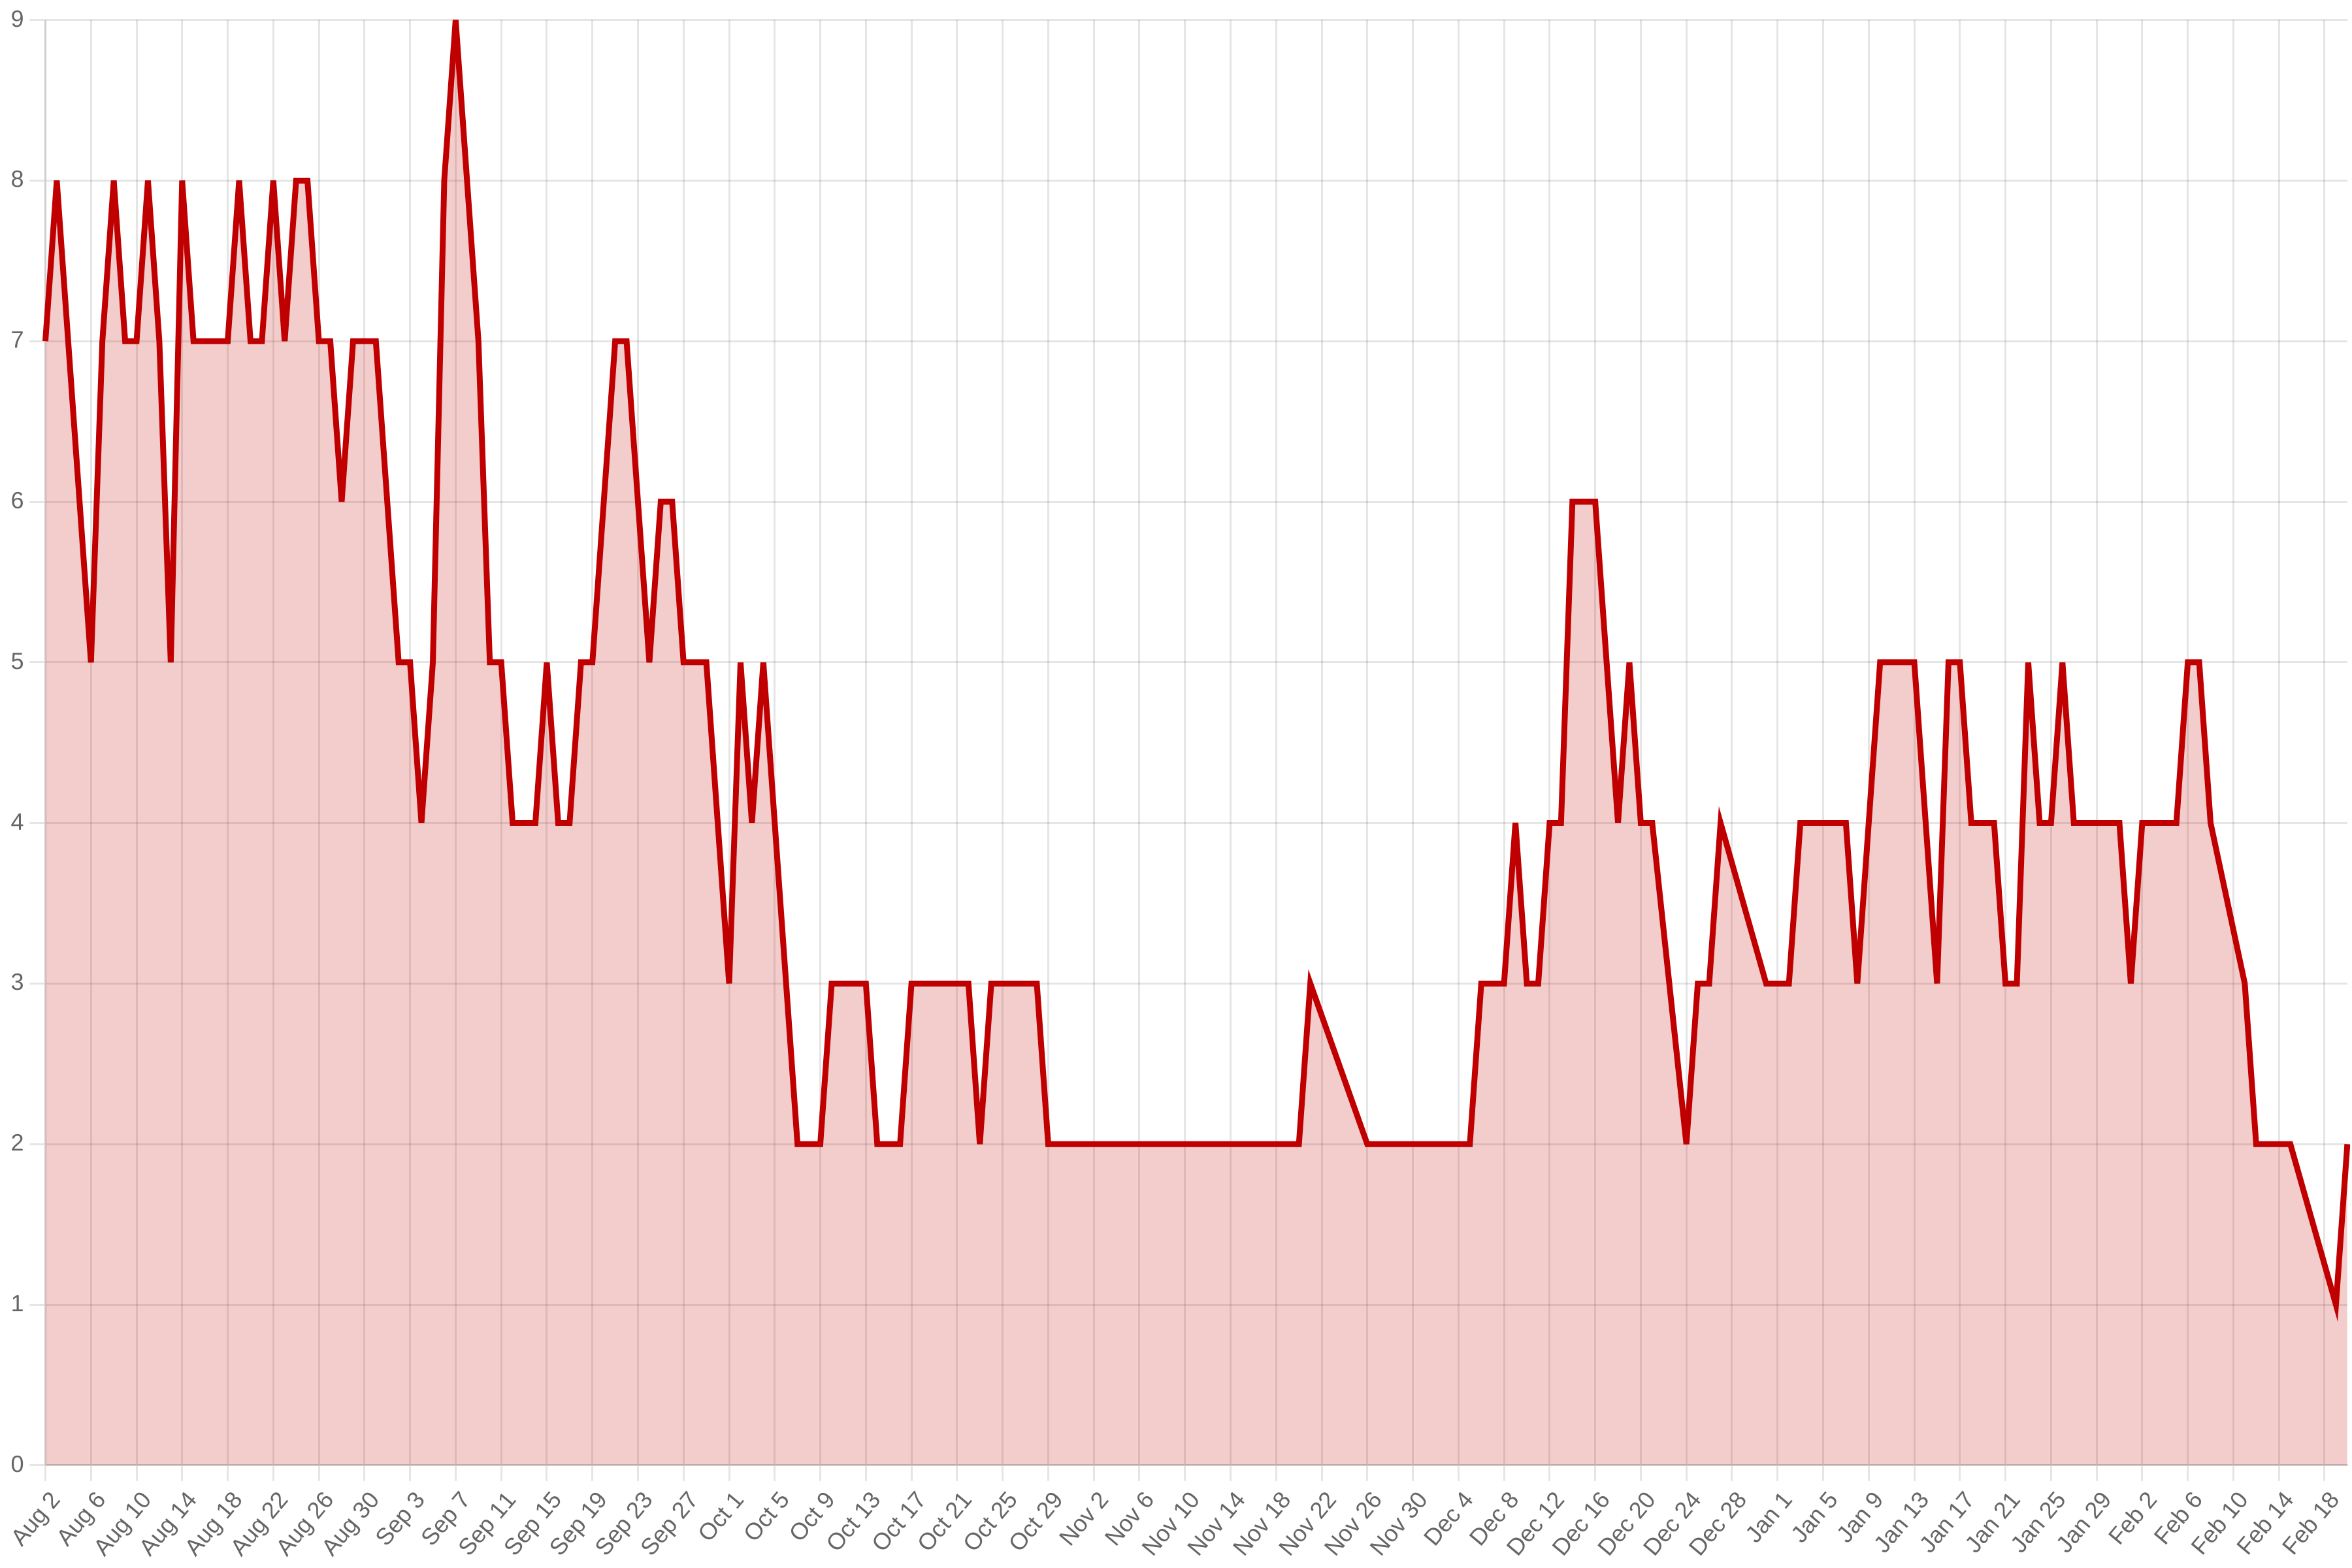 9
8
7
6
5
4
3
2
1
0
Aug 2
Aug 6
Aug 10
Aug 14
Aug 18
Aug 22
Aug 26
Aug 30
Sep 3
Sep 7
Sep 11
Sep 15
Sep 19
Sep 23
Sep 27
Oct 1
Oct 5
Oct 9
Oct 13
Oct 17
Oct 21
Oct 25
Oct 29
Nov 2
Nov 6
Nov 10
Nov 14
Nov 18
Nov 22
Nov 26
Nov 30
Dec 4
Dec 8
Dec 12
Dec 16
Dec 20
Dec 24
Dec 28
Jan 1
Jan 5
Jan 9
Jan 13
Jan 17
Jan 21
Jan 25
Jan 29
Feb 2
Feb 6
Feb 10
Feb 14
Feb 18